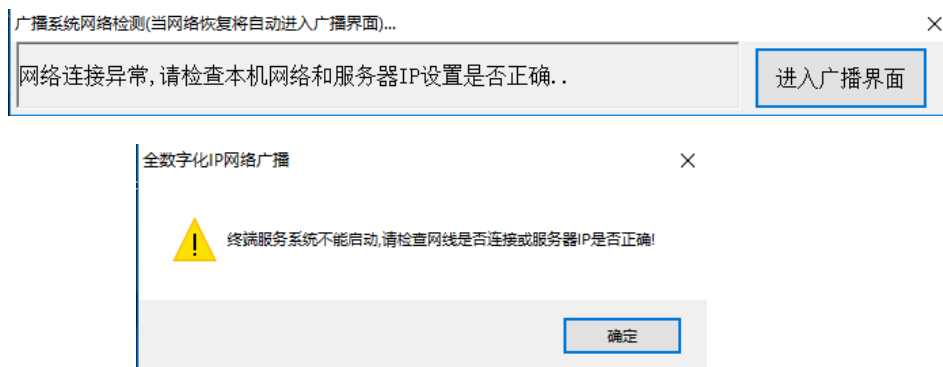 广播系统网络检测(当网络恢复将自动进入广播界面)...
网络连接异常,请检查本机网络和服务器IP设置是否正确..
进入广播界面
全数字化IP网络广播
终端服务系统不能启动,请检查网线是否连接或服务器IP是否正确!
确定